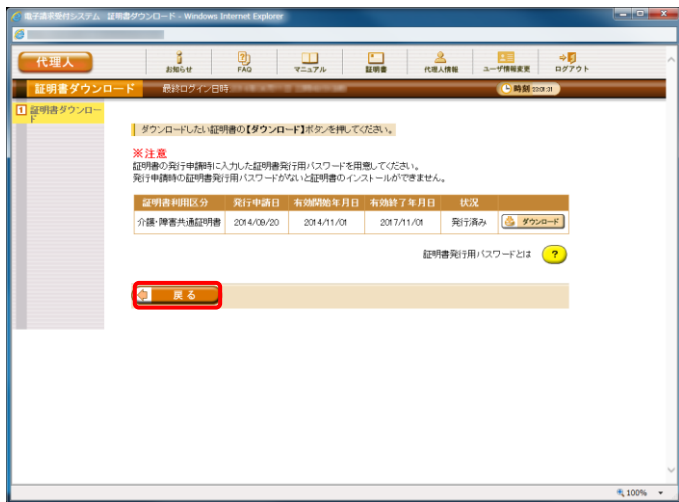 電子請求受付システム 証明書ダウンロード - Windows Internet Explorer
代理人
お知らせ
FAQ
マニュアル
証明書
代理人情報
ユーザ情報変更
ログアウト
証明書ダウンロード
最終ログイン日時
時刻 22:01:31
1 証明書ダウンロー
ド
ダウンロードしたい証明書の【ダウンロード】ボタンを押してください。
※注意
証明書の発行申請時に入力した証明書発行用パスワードを用意してください。
発行申請時の証明書発行用パスワードがないと証明書のインストールができません。
証明書利用区分 発行申請日 有効開始年月日 有効終了年月日 状況
介護・障害共通証明書 2014/09/20 2014/11/01 2017/11/01 発行済み ダウンロード
証明書発行用パスワードとは ?
戻る
100%